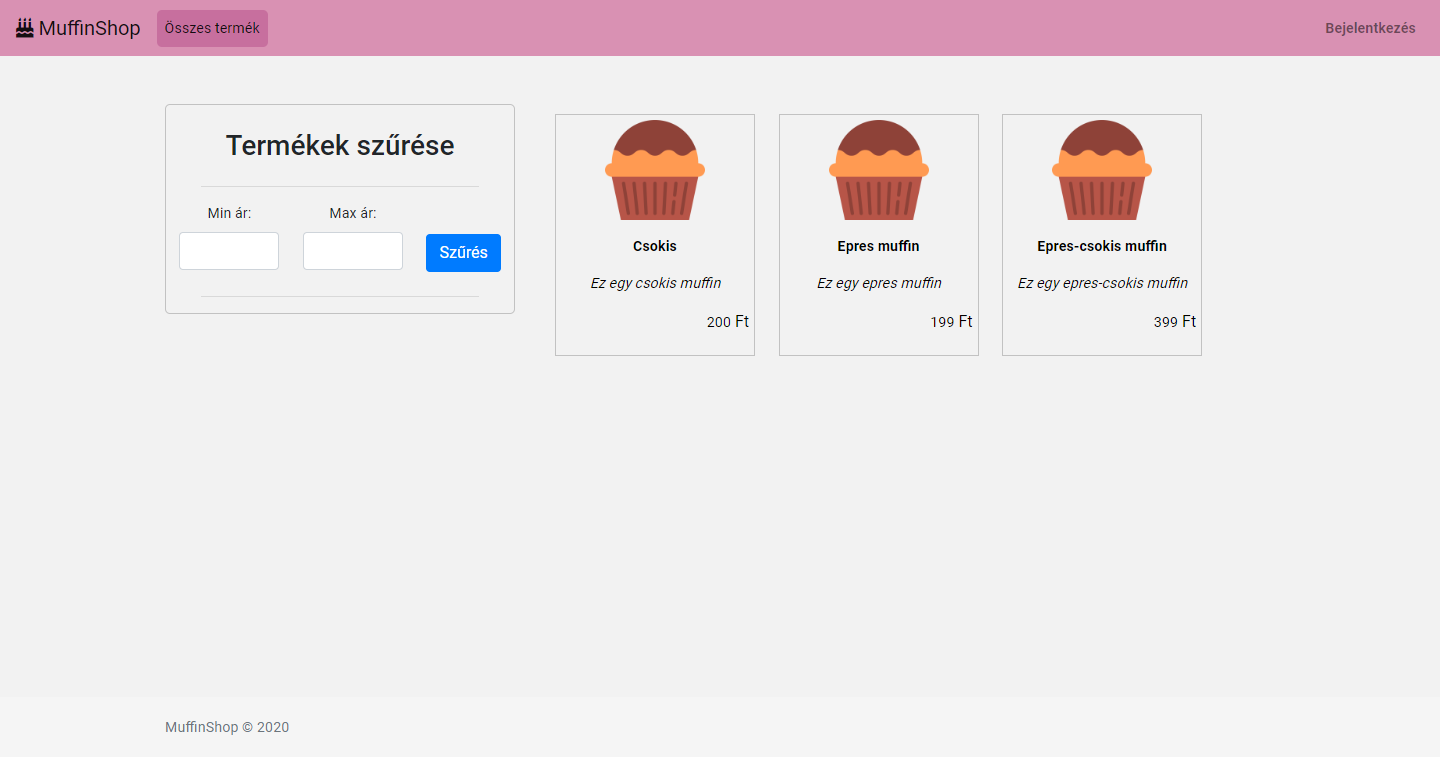 MuffinShop
Összes termék
Bejelentkezés
Termékek szűrése
Min ár:
Max ár:
Szűrés
Csokis
Ez egy csokis muffin
200 Ft
Epres muffin
Ez egy epres muffin
199 Ft
Epres-csokis muffin
Ez egy epres-csokis muffin
399 Ft
MuffinShop © 2020